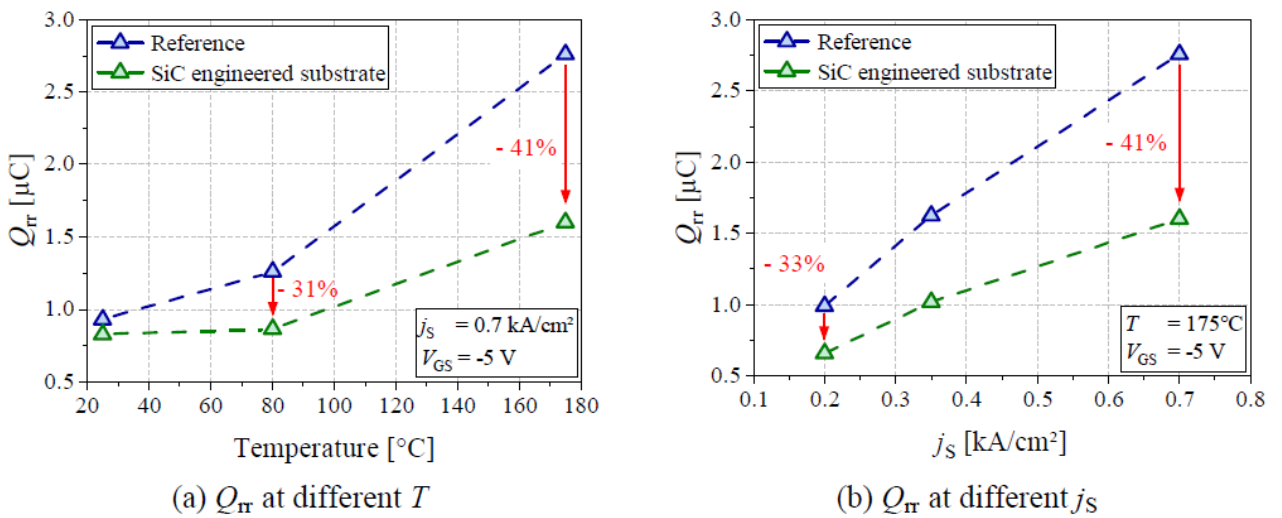 3.0
2.5
2.0
1.5
1.0
0.5
Q_rr [µC]
Reference
SiC engineered substrate
- 41%
- 31%
j_S = 0.7 kA/cm²
V_GS = -5 V
20 40 60 80 100 120 140 160 180
Temperature [°C]
(a) Q_rr at different T
3.0
2.5
2.0
1.5
1.0
0.5
Q_rr [µC]
Reference
SiC engineered substrate
- 41%
- 33%
T = 175°C
V_GS = -5 V
0.1 0.2 0.3 0.4 0.5 0.6 0.7 0.8
j_S [kA/cm²]
(b) Q_rr at different j_S